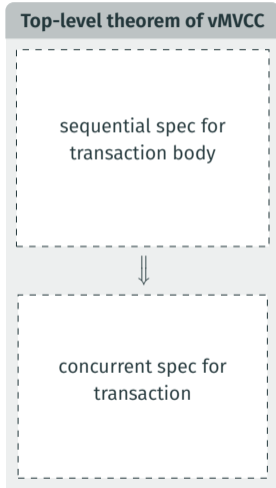 Top-level theorem of vMVCC
sequential spec for
transaction body
⇓
concurrent spec for
transaction